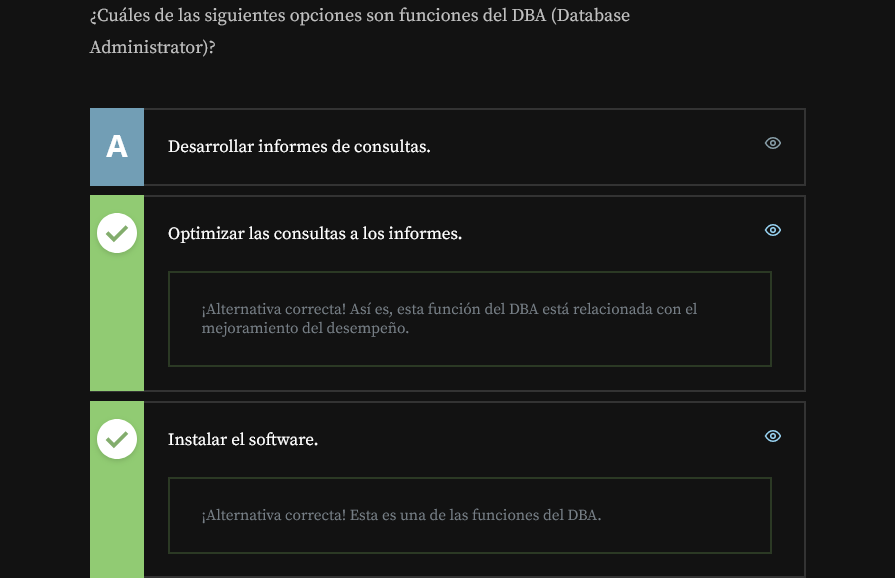 ¿Cuáles de las siguientes opciones son funciones del DBA (Database
Administrator)?
A
Desarrollar informes de consultas.
Optimizar las consultas a los informes.
¡Alternativa correcta! Así es, esta función del DBA está relacionada con el
mejoramiento del desempeño.
Instalar el software.
¡Alternativa correcta! Esta es una de las funciones del DBA.